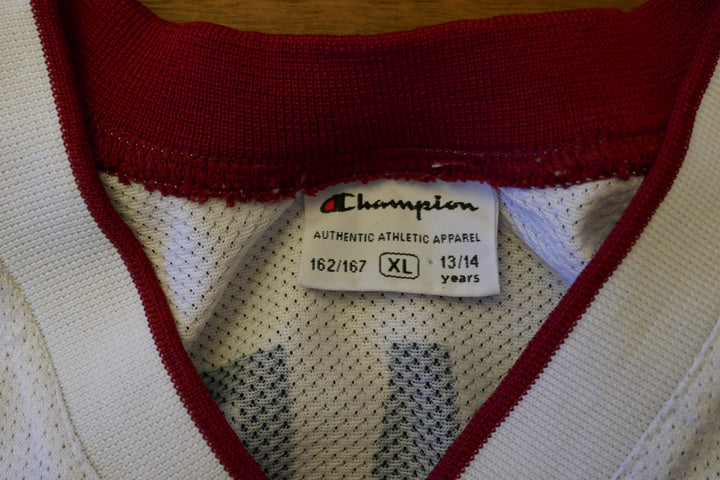 Champion
AUTHENTIC ATHLETIC APPAREL
162/167 XL 13/14
years